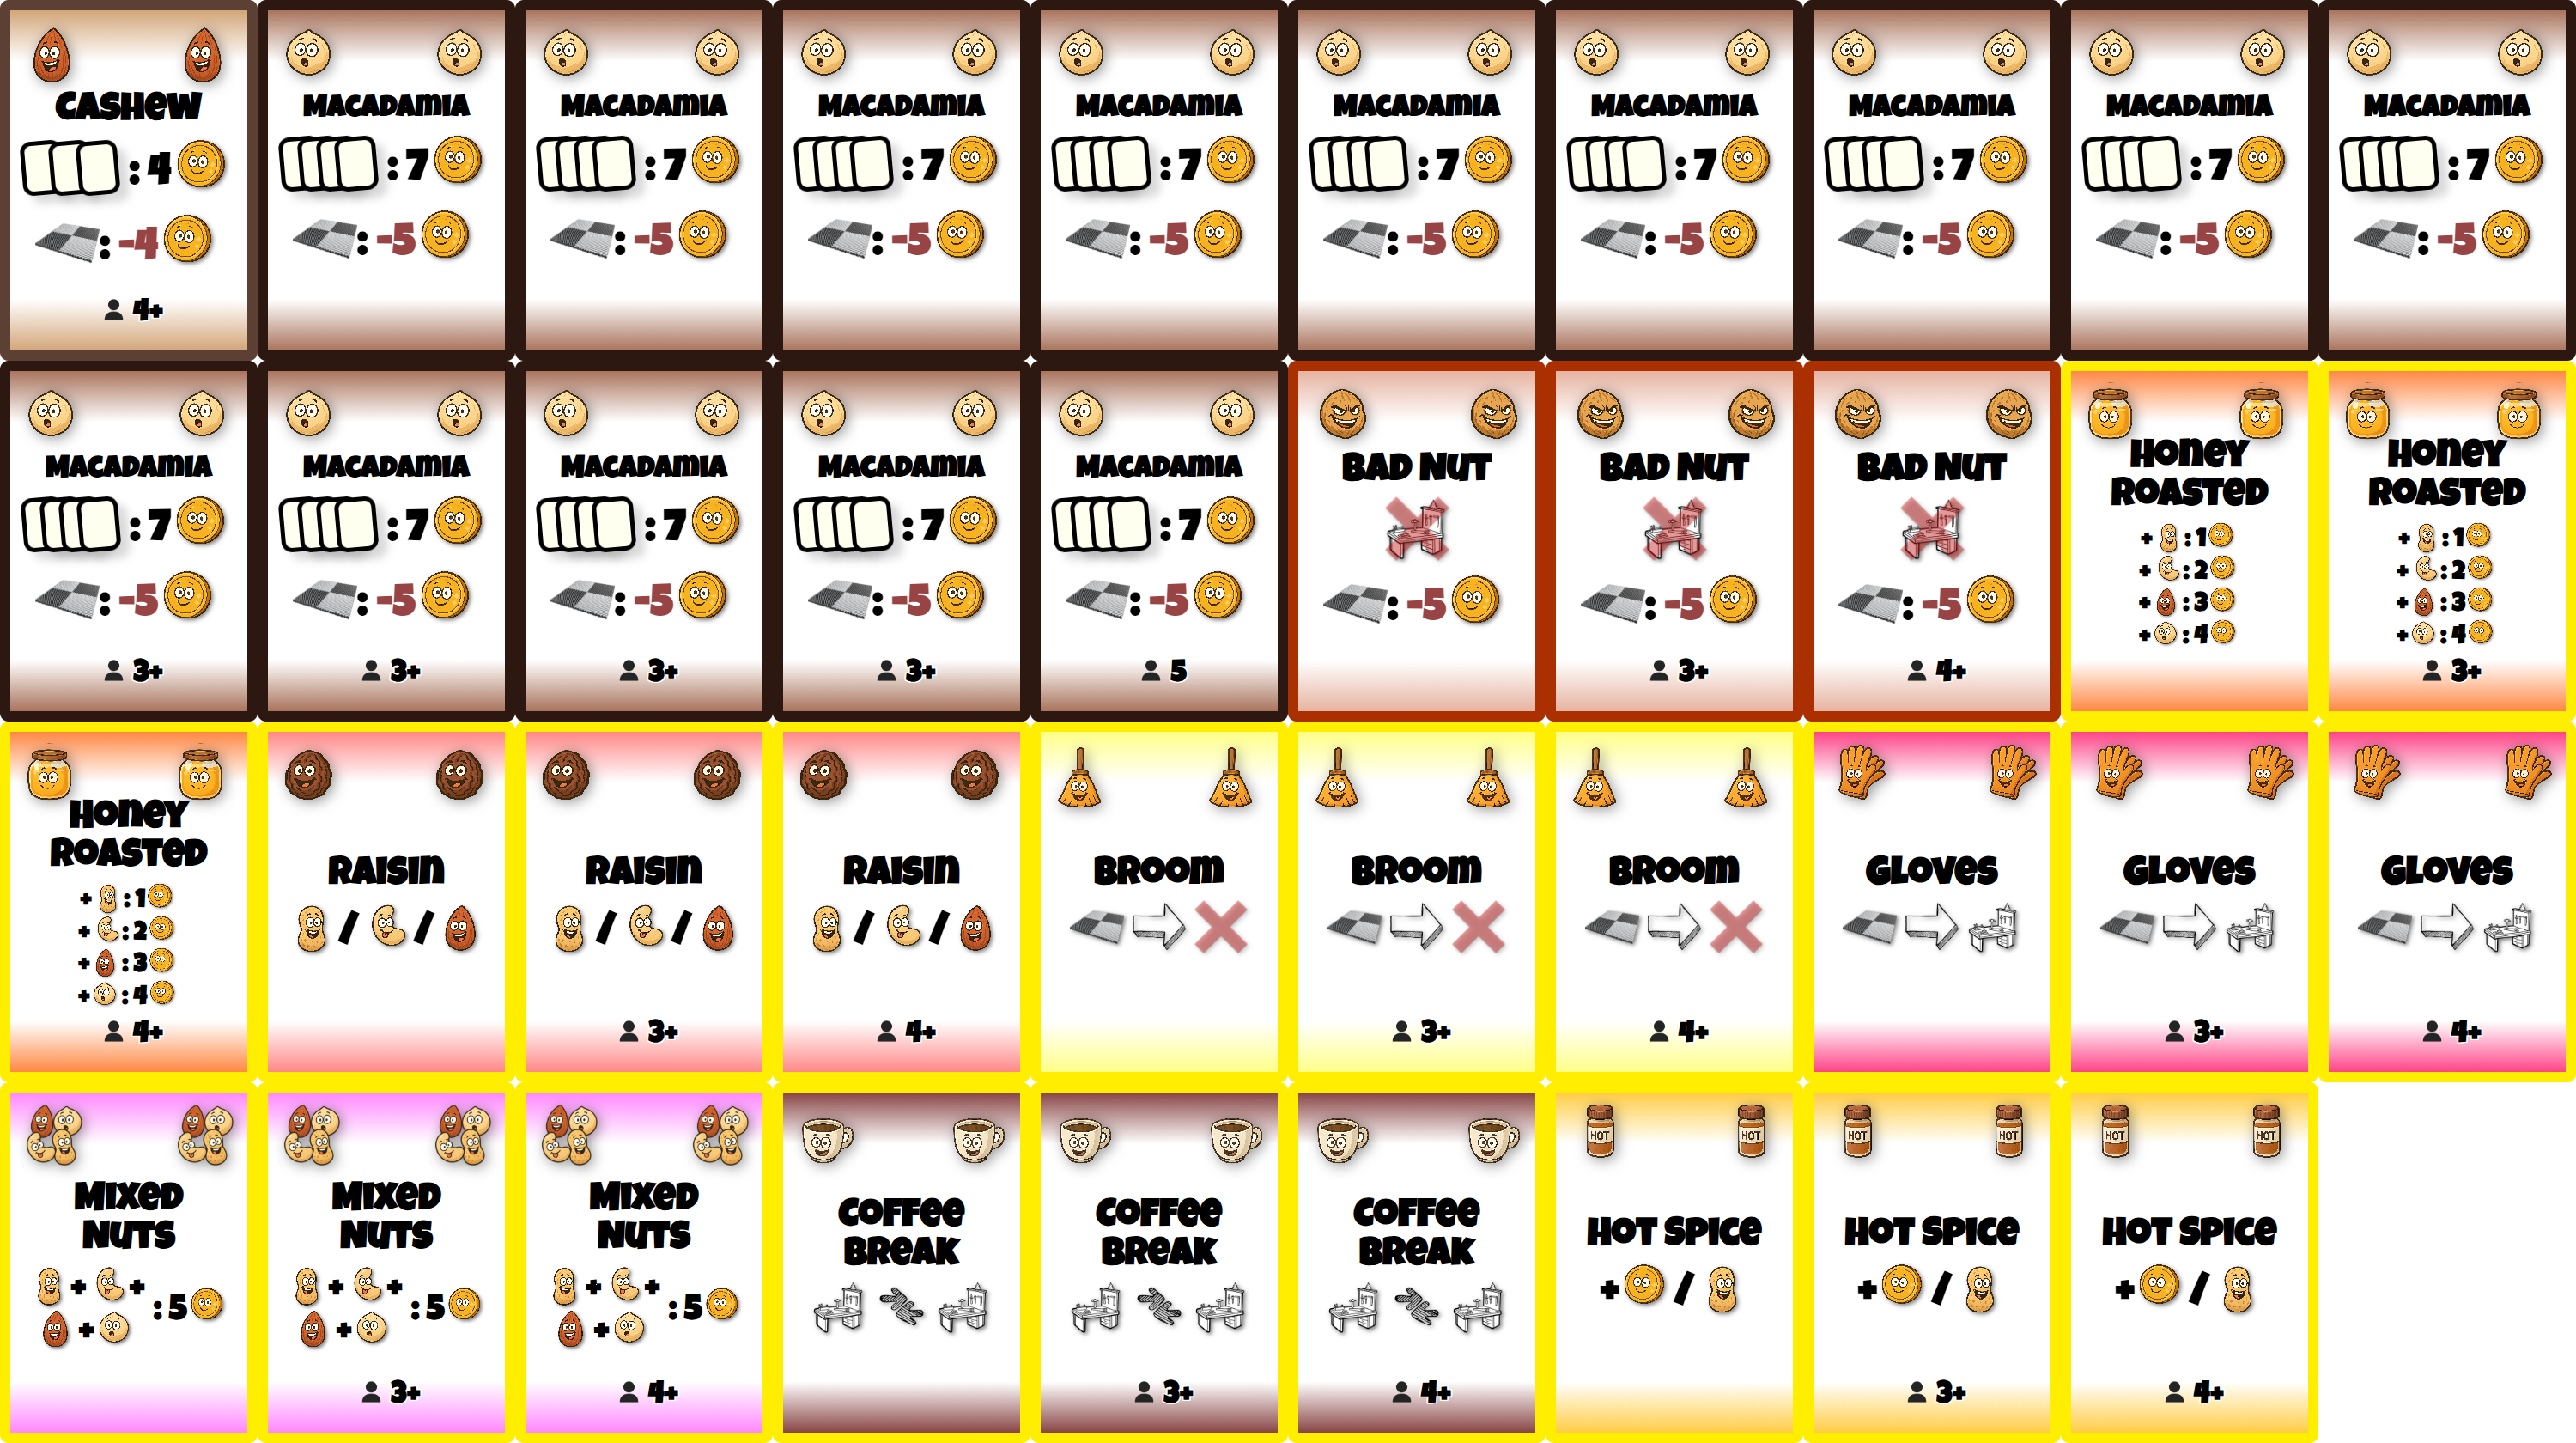 CASHEW
: 4
: -4
4+
MACADAMIA
: 7
: -5
MACADAMIA
: 7
: -5
MACADAMIA
: 7
: -5
MACADAMIA
: 7
: -5
MACADAMIA
: 7
: -5
MACADAMIA
: 7
: -5
MACADAMIA
: 7
: -5
MACADAMIA
: 7
: -5
MACADAMIA
: 7
: -5
MACADAMIA
: 7
: -5
3+
MACADAMIA
: 7
: -5
3+
MACADAMIA
: 7
: -5
3+
MACADAMIA
: 7
: -5
3+
MACADAMIA
: 7
: -5
5
BAD NUT
: -5
BAD NUT
: -5
3+
BAD NUT
: -5
4+
HONEY
ROASTED
+ : 1
+ : 2
+ : 3
+ : 4
HONEY
ROASTED
+ : 1
+ : 2
+ : 3
+ : 4
3+
HONEY
ROASTED
+ : 1
+ : 2
+ : 3
+ : 4
4+
RAISIN
/ /
RAISIN
/ /
3+
RAISIN
/ /
4+
BROOM
BROOM
3+
BROOM
4+
GLOVES
GLOVES
3+
GLOVES
4+
MIXED
NUTS
+ +
+ : 5
MIXED
NUTS
+ +
+ : 5
3+
MIXED
NUTS
+ +
+ : 5
4+
COFFEE
BREAK
COFFEE
BREAK
3+
COFFEE
BREAK
4+
HOT HOT
HOT SPICE
+ /
HOT HOT
HOT SPICE
+ /
3+
HOT HOT
HOT SPICE
+ /
4+